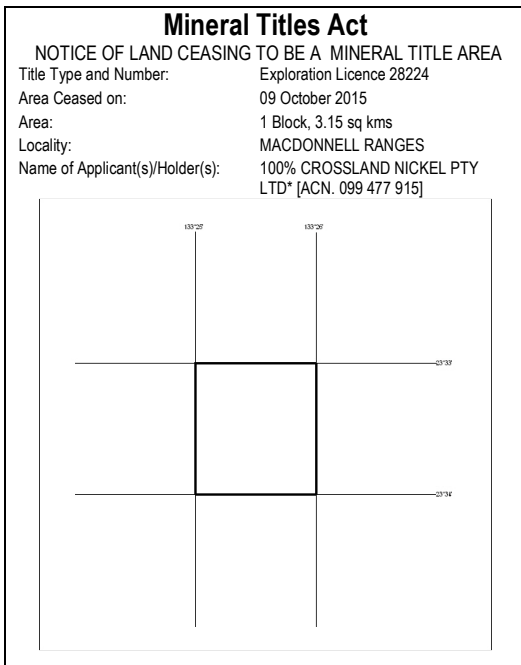 Mineral Titles Act
NOTICE OF LAND CEASING TO BE A MINERAL TITLE AREA
Title Type and Number: Exploration Licence 28224
Area Ceased on: 09 October 2015
Area: 1 Block, 3.15 sq kms
Locality: MACDONNELL RANGES
Name of Applicant(s)/Holder(s): 100% CROSSLAND NICKEL PTY
LTD* [ACN. 099 477 915]
133°25' 133°26'
23°33'
23°34'